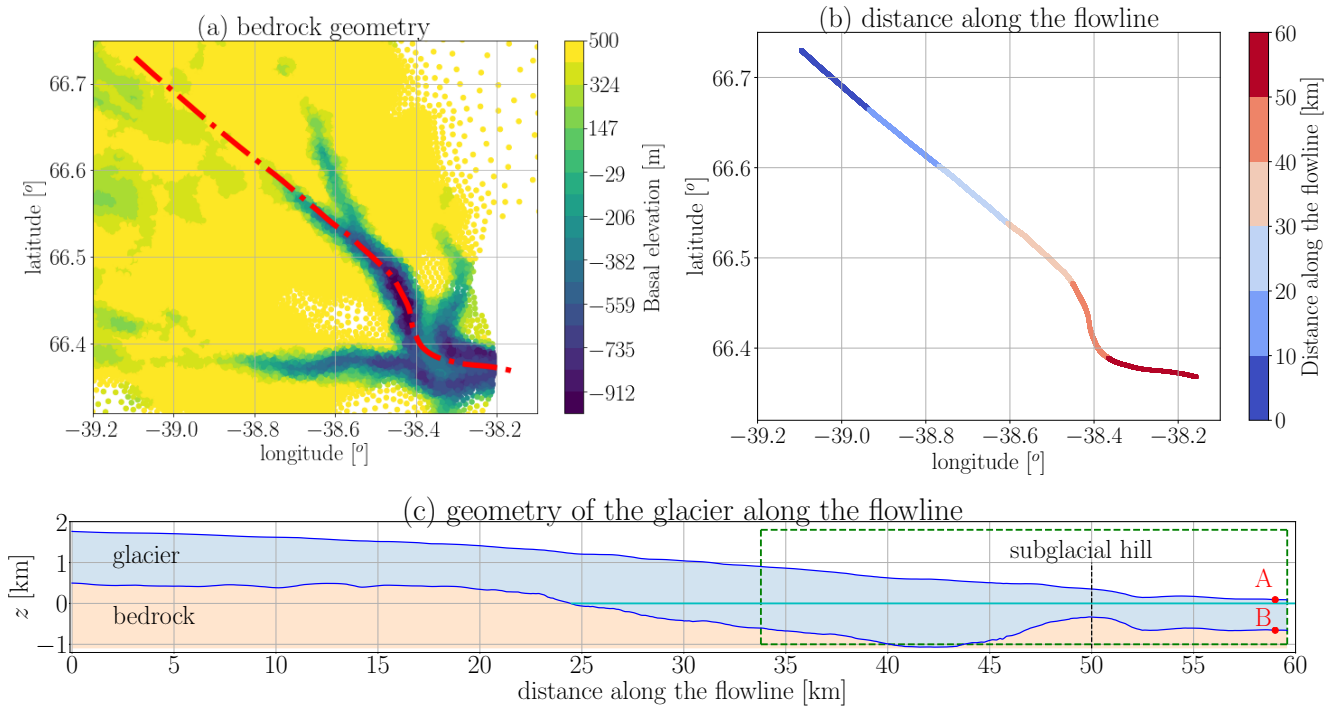 (a) bedrock geometry
66.7
66.6
66.5
66.4
latitude [°]
−39.2 −39.0 −38.8 −38.6 −38.4 −38.2
longitude [°]
500
324
147
−29
−206
−382
−559
−735
−912
Basal elevation [m]
(b) distance along the flowline
66.7
66.6
66.5
66.4
latitude [°]
−39.2 −39.0 −38.8 −38.6 −38.4 −38.2
longitude [°]
60
50
40
30
20
10
0
Distance along the flowline [km]
(c) geometry of the glacier along the flowline
2
1
0
−1
z [km]
glacier
bedrock
subglacial hill
A
B
0 5 10 15 20 25 30 35 40 45 50 55 60
distance along the flowline [km]